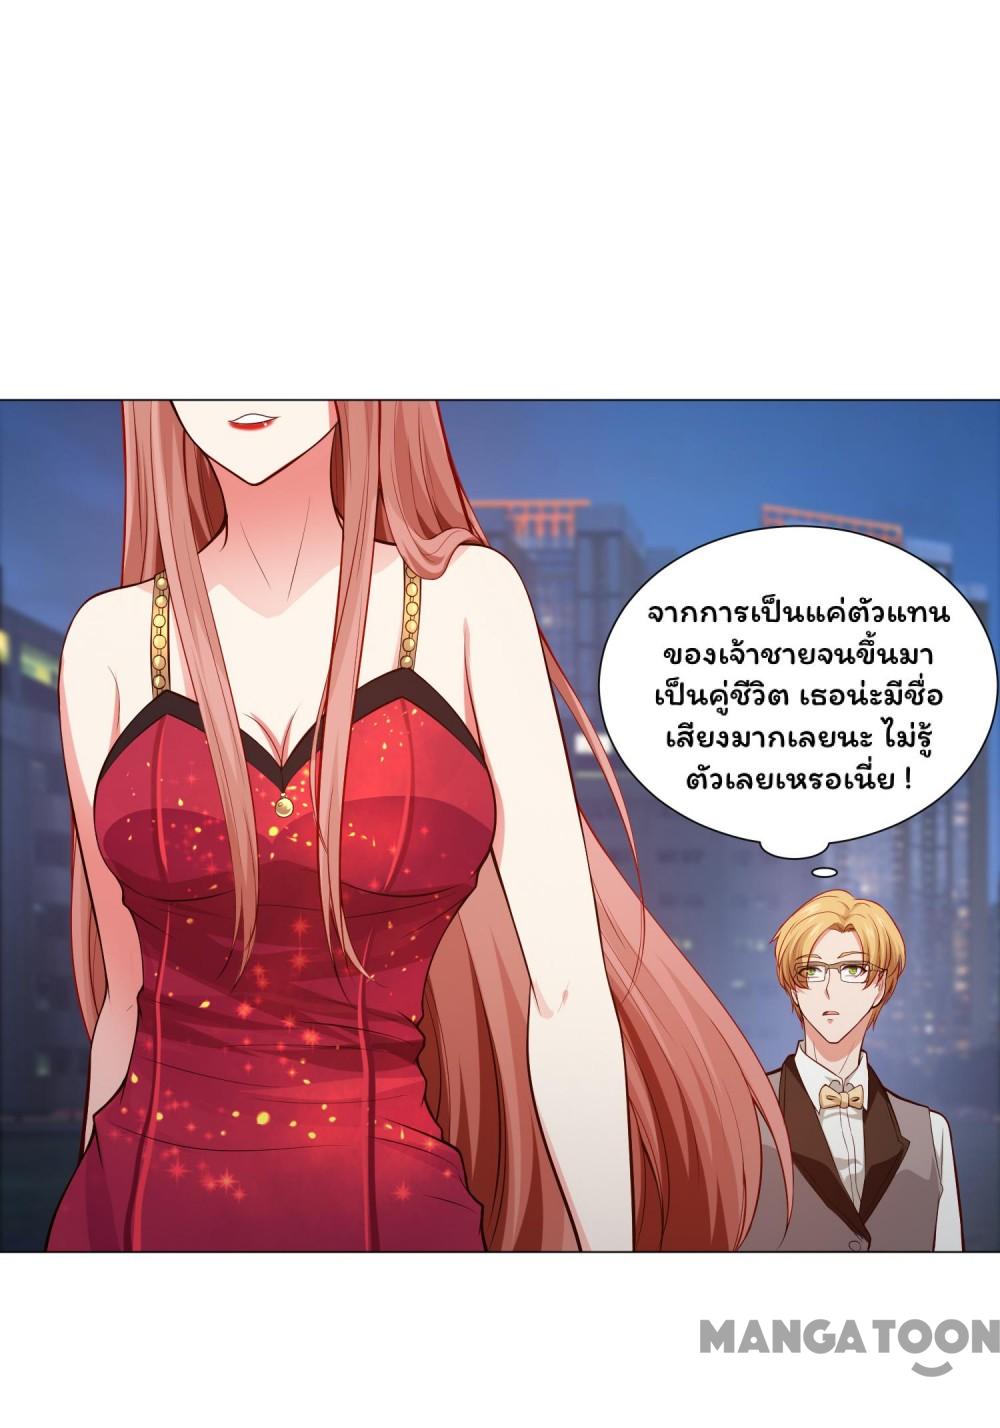 จากการเป็นแค่ตัวแทน
ของเจ้าชายจนขึ้นมา
เป็นคู่ชีวิต เธอน่ะมีชื่อ
เสียงมากเลยนะ ไม่รู้
ตัวเลยเหรอเนี่ย !
MANGATOON